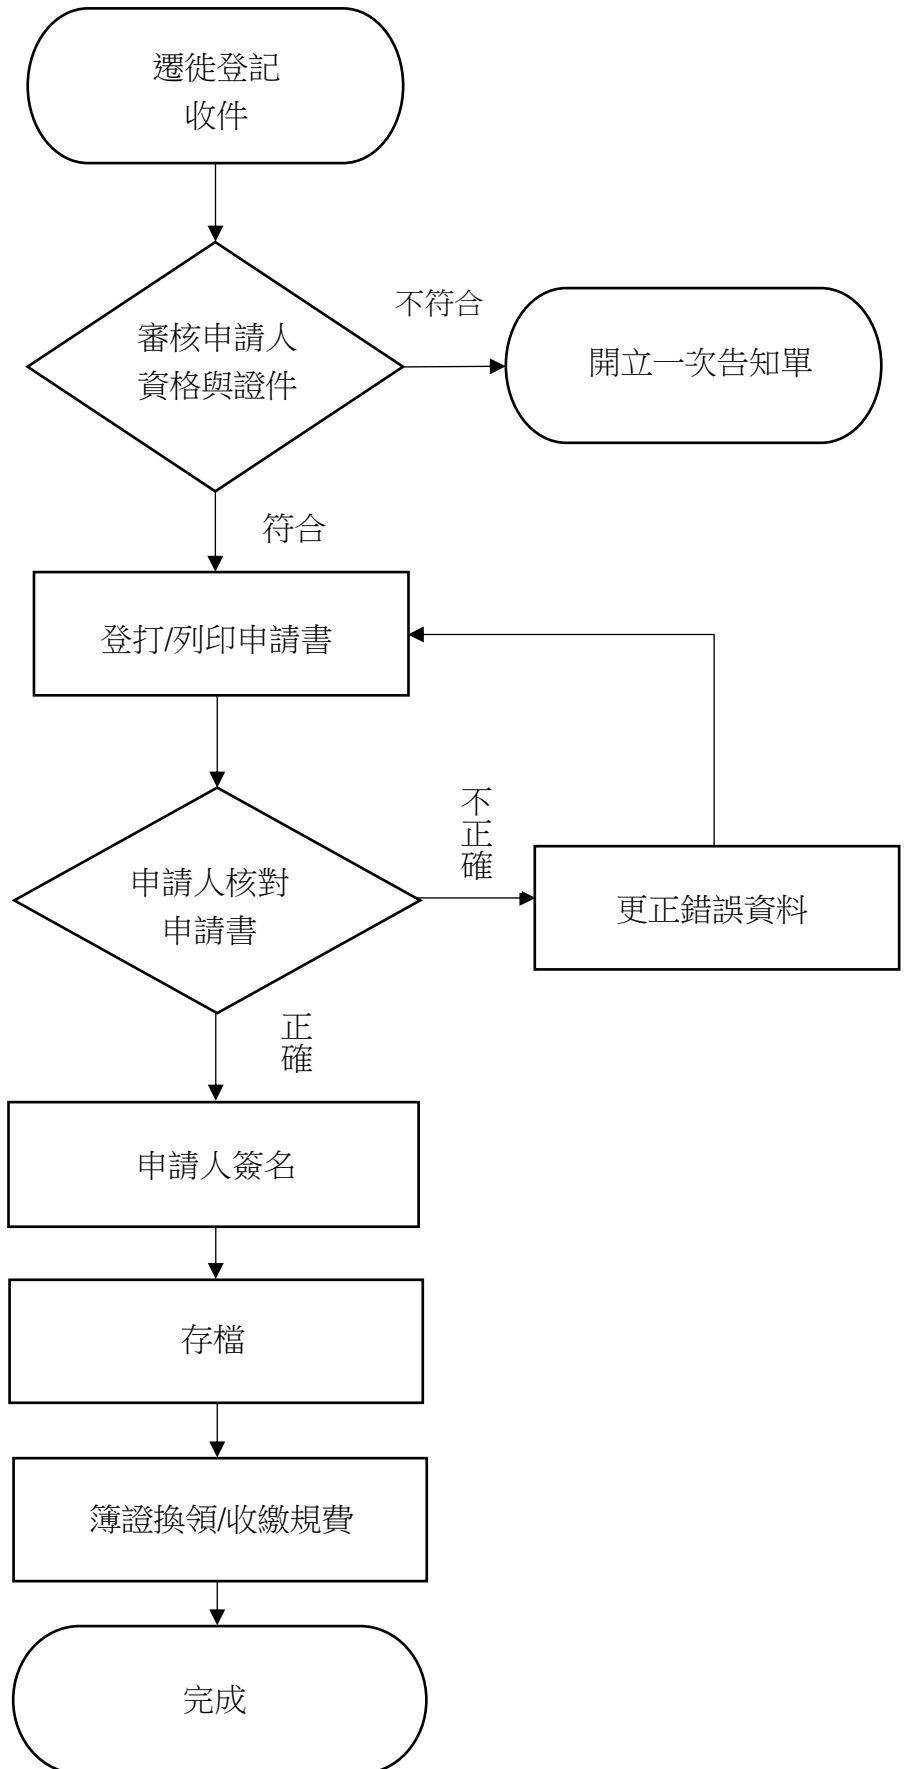 遷徙登記
收件
審核申請人
資格與證件
不符合
開立一次告知單
符合
登打/列印申請書
申請人核對
申請書
不正確
更正錯誤資料
正確
申請人簽名
存檔
簿證換領/收繳規費
完成